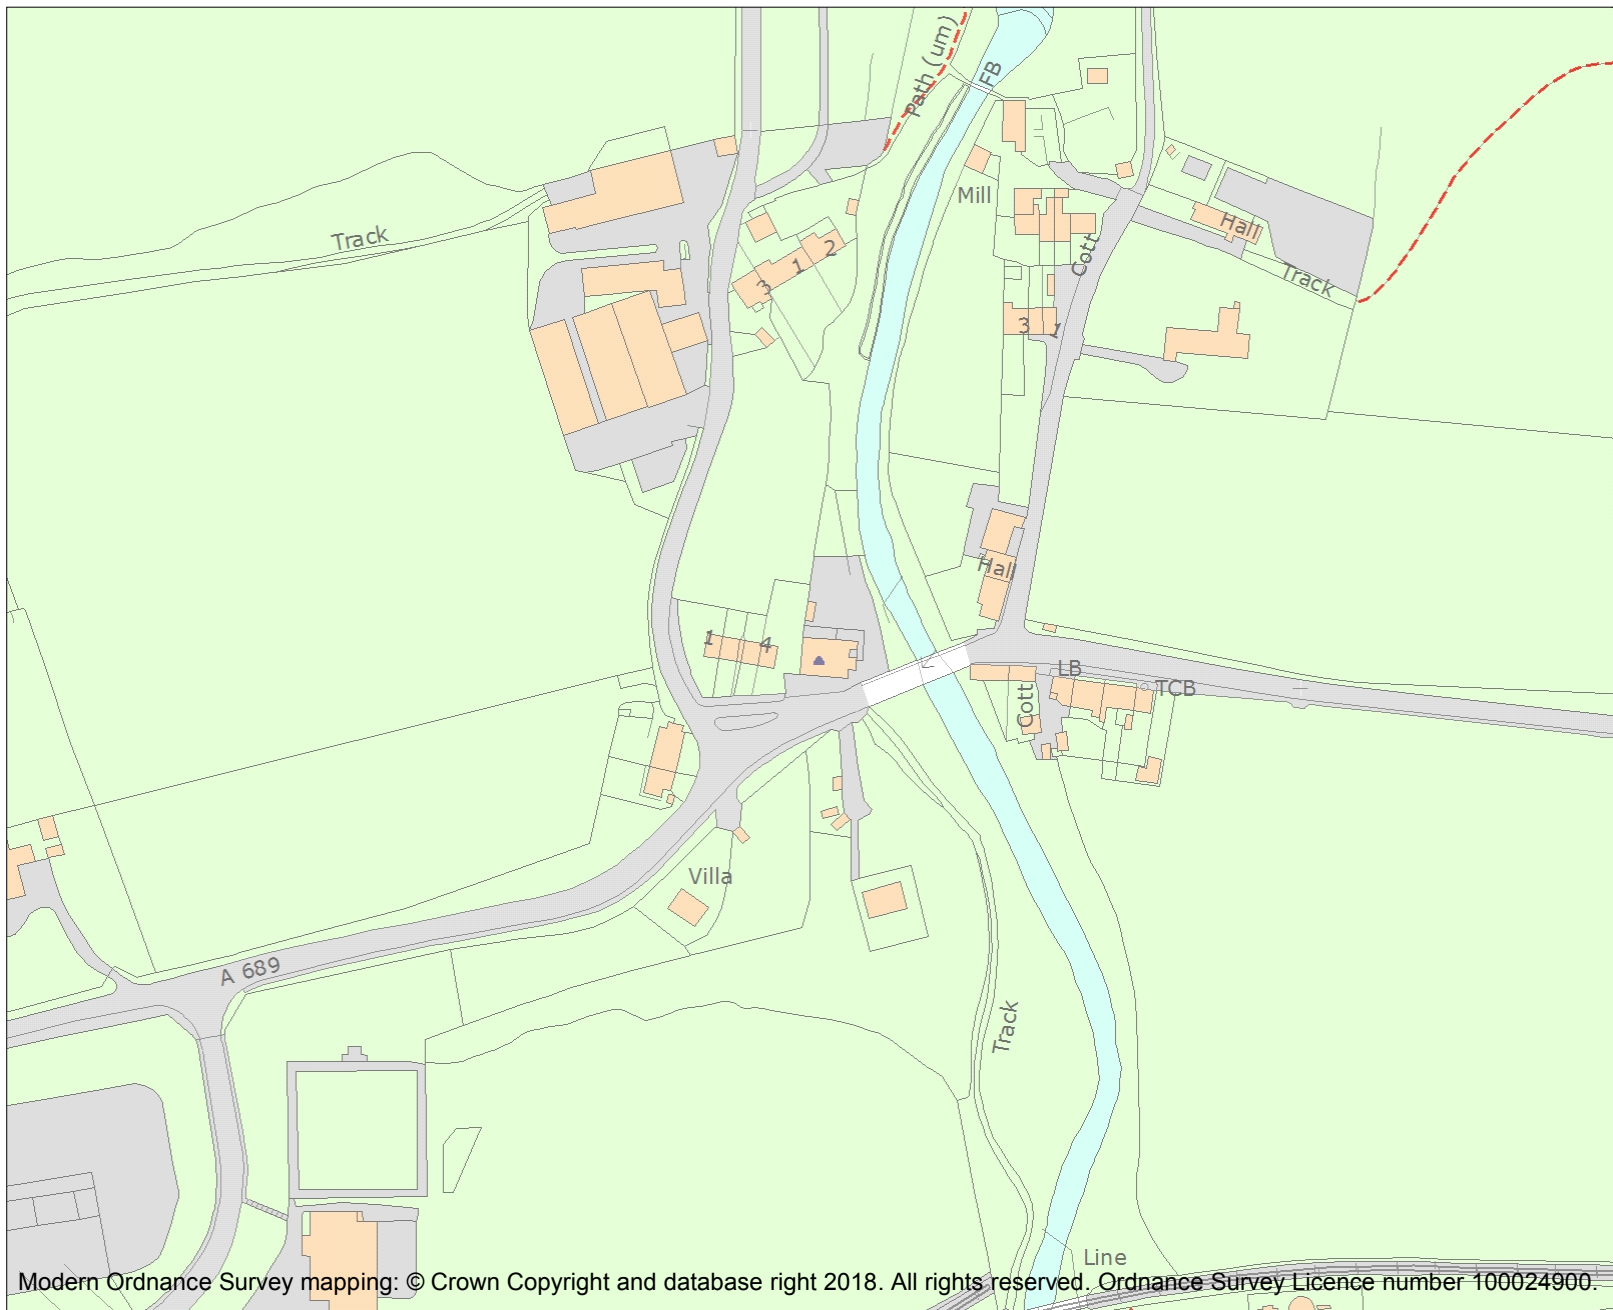 Path (um)
FB
Mill
Track
Hall
Cott
Track
2
1
3
3
1
Hall
1
4
LB
TCB
Cott
Villa
A 689
Track
Line
Modern Ordnance Survey mapping: © Crown Copyright and database right 2018. All rights reserved. Ordnance Survey Licence number 100024900.